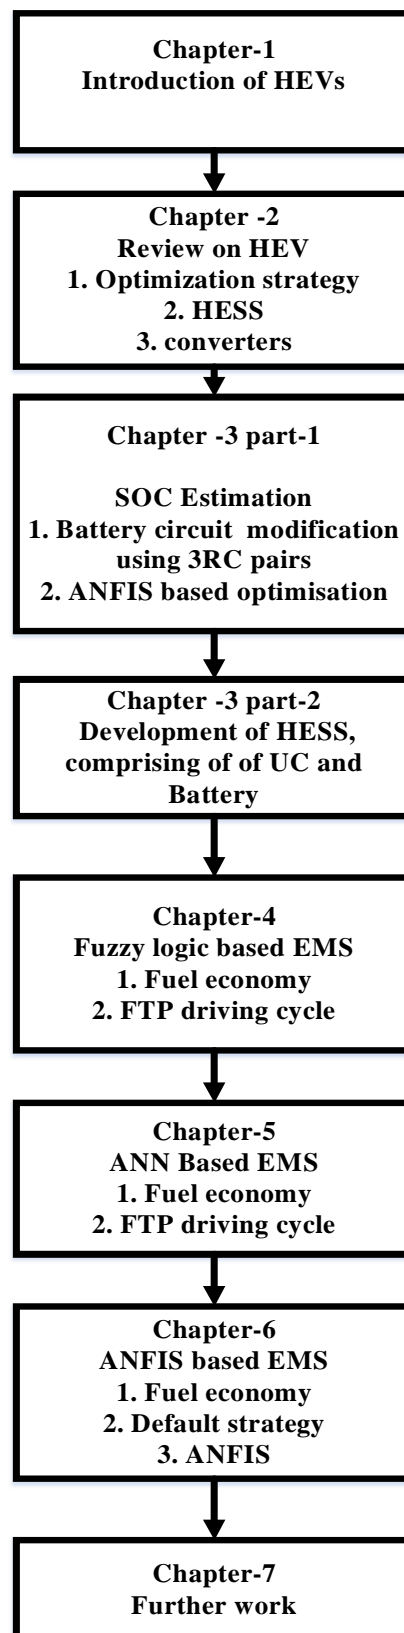 Chapter-1
Introduction of HEVs
Chapter -2
Review on HEV
1. Optimization strategy
2. HESS
3. converters
Chapter -3 part-1
SOC Estimation
1. Battery circuit modification
using 3RC pairs
2. ANFIS based optimisation
Chapter -3 part-2
Development of HESS,
comprising of of UC and
Battery
Chapter-4
Fuzzy logic based EMS
1. Fuel economy
2. FTP driving cycle
Chapter-5
ANN Based EMS
1. Fuel economy
2. FTP driving cycle
Chapter-6
ANFIS based EMS
1. Fuel economy
2. Default strategy
3. ANFIS
Chapter-7
Further work